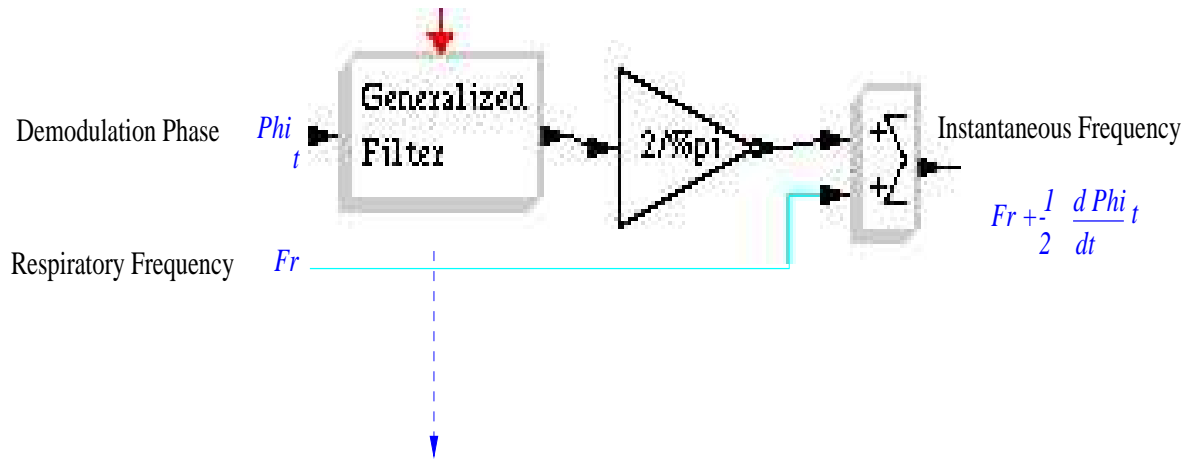 Generalized
Filter
Demodulation Phase
Phi
t
2/%pi
+
+
Instantaneous Frequency
Fr + 1 d Phi t
- 2 dt
Respiratory Frequency
Fr